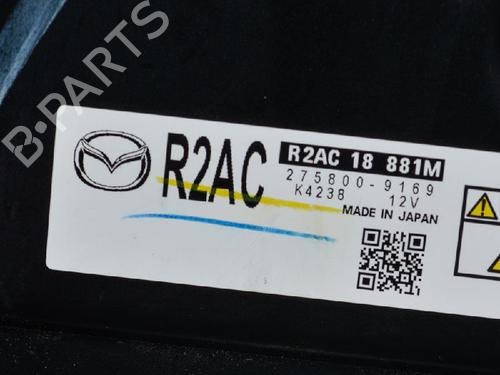 B-PARTS
R2AC
R2AC 18 881M
275800-9169
K4238 12V
MADE IN JAPAN